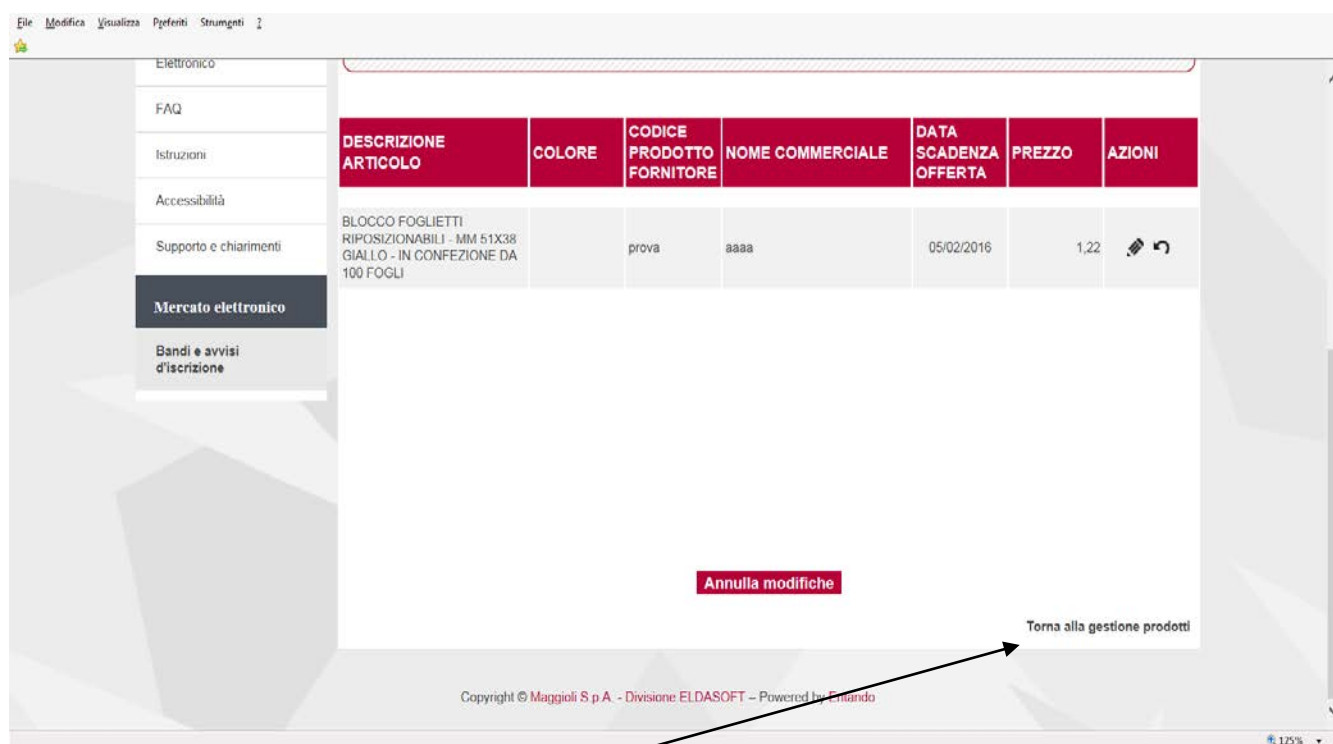 File Modifica Visualizza Preferiti Strumenti ?
Elettronico
FAQ
Istruzioni
Accessibilità
Supporto e chiarimenti
Mercato elettronico
Bandi e avvisi
d'iscrizione
DESCRIZIONE
ARTICOLO
COLORE
CODICE
PRODOTTO
FORNITORE
NOME COMMERCIALE
DATA
SCADENZA
OFFERTA
PREZZO
AZIONI
BLOCCO FOGLIETTI
RIPOSIZIONABILI - MM 51X38
GIALLO - IN CONFEZIONE DA
100 FOGLI
prova
aaaa
05/02/2016
1,22
Annulla modifiche
Torna alla gestione prodotti
Copyright © Maggioli S.p.A. - Divisione ELDASOFT – Powered by Entando
125%